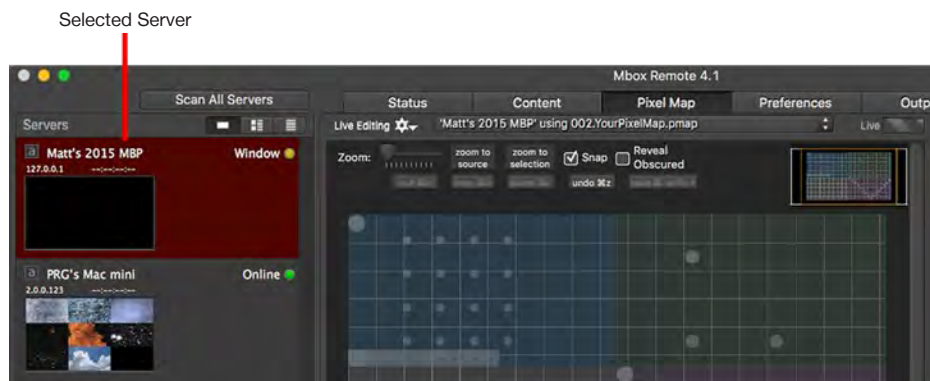 Selected Server
Mbox Remote 4.1
Scan All Servers
Status
Content
Pixel Map
Preferences
Outp
Servers
Live Editing
'Matt's 2015 MBP' using 002.YourPixelMap.pmap
Live
a Matt's 2015 MBP
Window
127.0.0.1 --:--:--:--
Zoom:
zoom to source
zoom to selection
Snap
Reveal Obscured
undo ⌘z
a PRG's Mac mini
Online
2.0.0.123 --:--:--:--